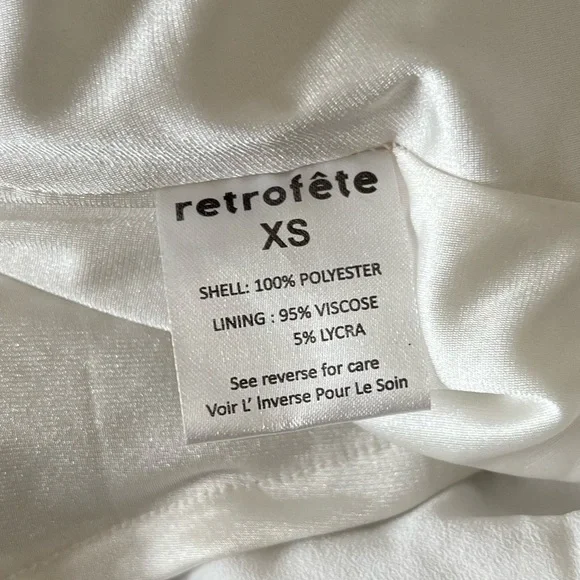 retrofête
XS
SHELL: 100% POLYESTER
LINING : 95% VISCOSE
5% LYCRA
See reverse for care
Voir L' Inverse Pour Le Soin